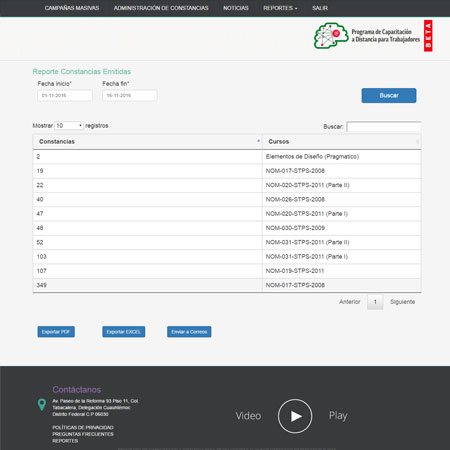 CAMPAÑAS MASIVAS ADMINISTRACIÓN DE CONSTANCIAS NOTICIAS REPORTES SALIR
Programa de Capacitación
a Distancia para Trabajadores
BETA
Reporte Constancias Emitidas
Fecha inicio* Fecha fin*
01-11-2016 16-11-2016 Buscar
Mostrar 10 registros Buscar:
Constancias Cursos
2 Elementos de Diseño (Pragmatico)
19 NOM-017-STPS-2008
22 NOM-020-STPS-2011 (Parte II)
40 NOM-026-STPS-2008
47 NOM-020-STPS-2011 (Parte I)
48 NOM-030-STPS-2009
52 NOM-031-STPS-2011 (Parte II)
103 NOM-031-STPS-2011 (Parte I)
107 NOM-019-STPS-2011
349 NOM-017-STPS-2008
Anterior 1 Siguiente
Exportar PDF Exportar EXCEL Enviar a Correos
Contáctanos
Av. Paseo de la Reforma 93 Piso 11, Col
Tabacalera, Delegación Cuauhtémoc
Distrito Federal C.P 06030
Video Play
POLÍTICAS DE PRIVACIDAD
PREGUNTAS FRECUENTES
REPORTES